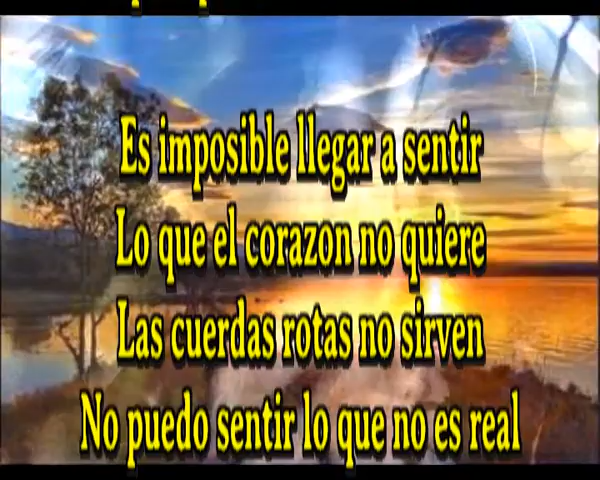 Es imposible llegar a sentir
Lo que el corazon no quiere
Las cuerdas rotas no sirven
No puedo sentir lo que no es real